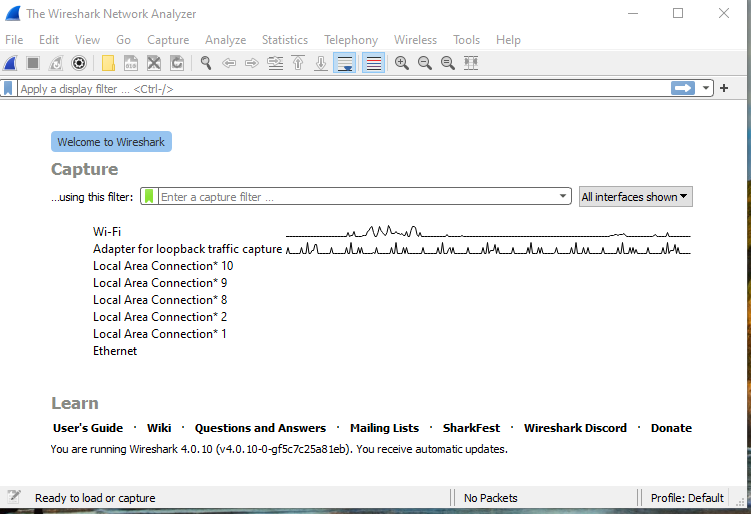 The Wireshark Network Analyzer
File Edit View Go Capture Analyze Statistics Telephony Wireless Tools Help
Apply a display filter ... <Ctrl-/>
Welcome to Wireshark
Capture
...using this filter: Enter a capture filter ... All interfaces shown
Wi-Fi
Adapter for loopback traffic capture
Local Area Connection* 10
Local Area Connection* 9
Local Area Connection* 8
Local Area Connection* 2
Local Area Connection* 1
Ethernet
Learn
User's Guide · Wiki · Questions and Answers · Mailing Lists · SharkFest · Wireshark Discord · Donate
You are running Wireshark 4.0.10 (v4.0.10-0-gf5c7c25a81eb). You receive automatic updates.
Ready to load or capture No Packets Profile: Default